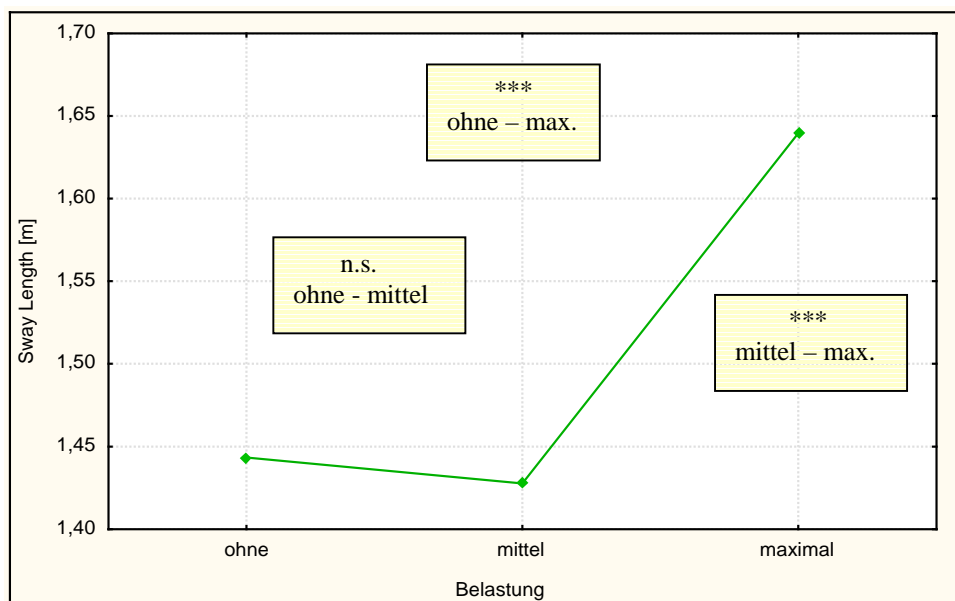 1,70
1,65
1,60
1,55
1,50
1,45
1,40
Sway Length [m]
***
ohne – max.
n.s.
ohne - mittel
***
mittel – max.
ohne
mittel
maximal
Belastung